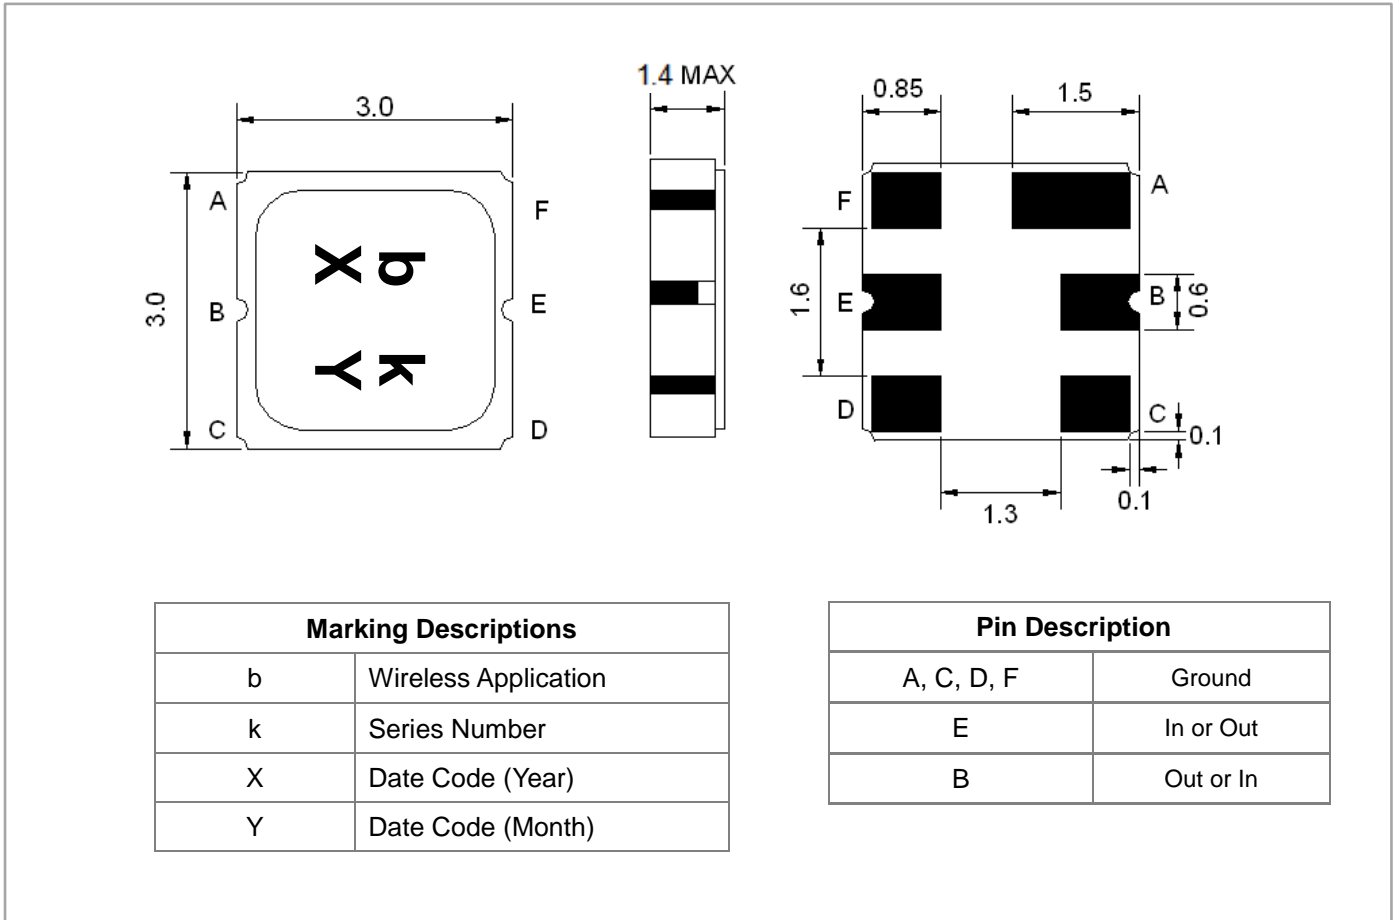 1.4 MAX
3.0
0.85
1.5
A
F
F
A
b
X
3.0
B
E
1.6
E
B
0.6
k
Y
C
D
D
C
0.1
0.1
1.3
Marking Descriptions
b Wireless Application
k Series Number
X Date Code (Year)
Y Date Code (Month)
Pin Description
A, C, D, F Ground
E In or Out
B Out or In